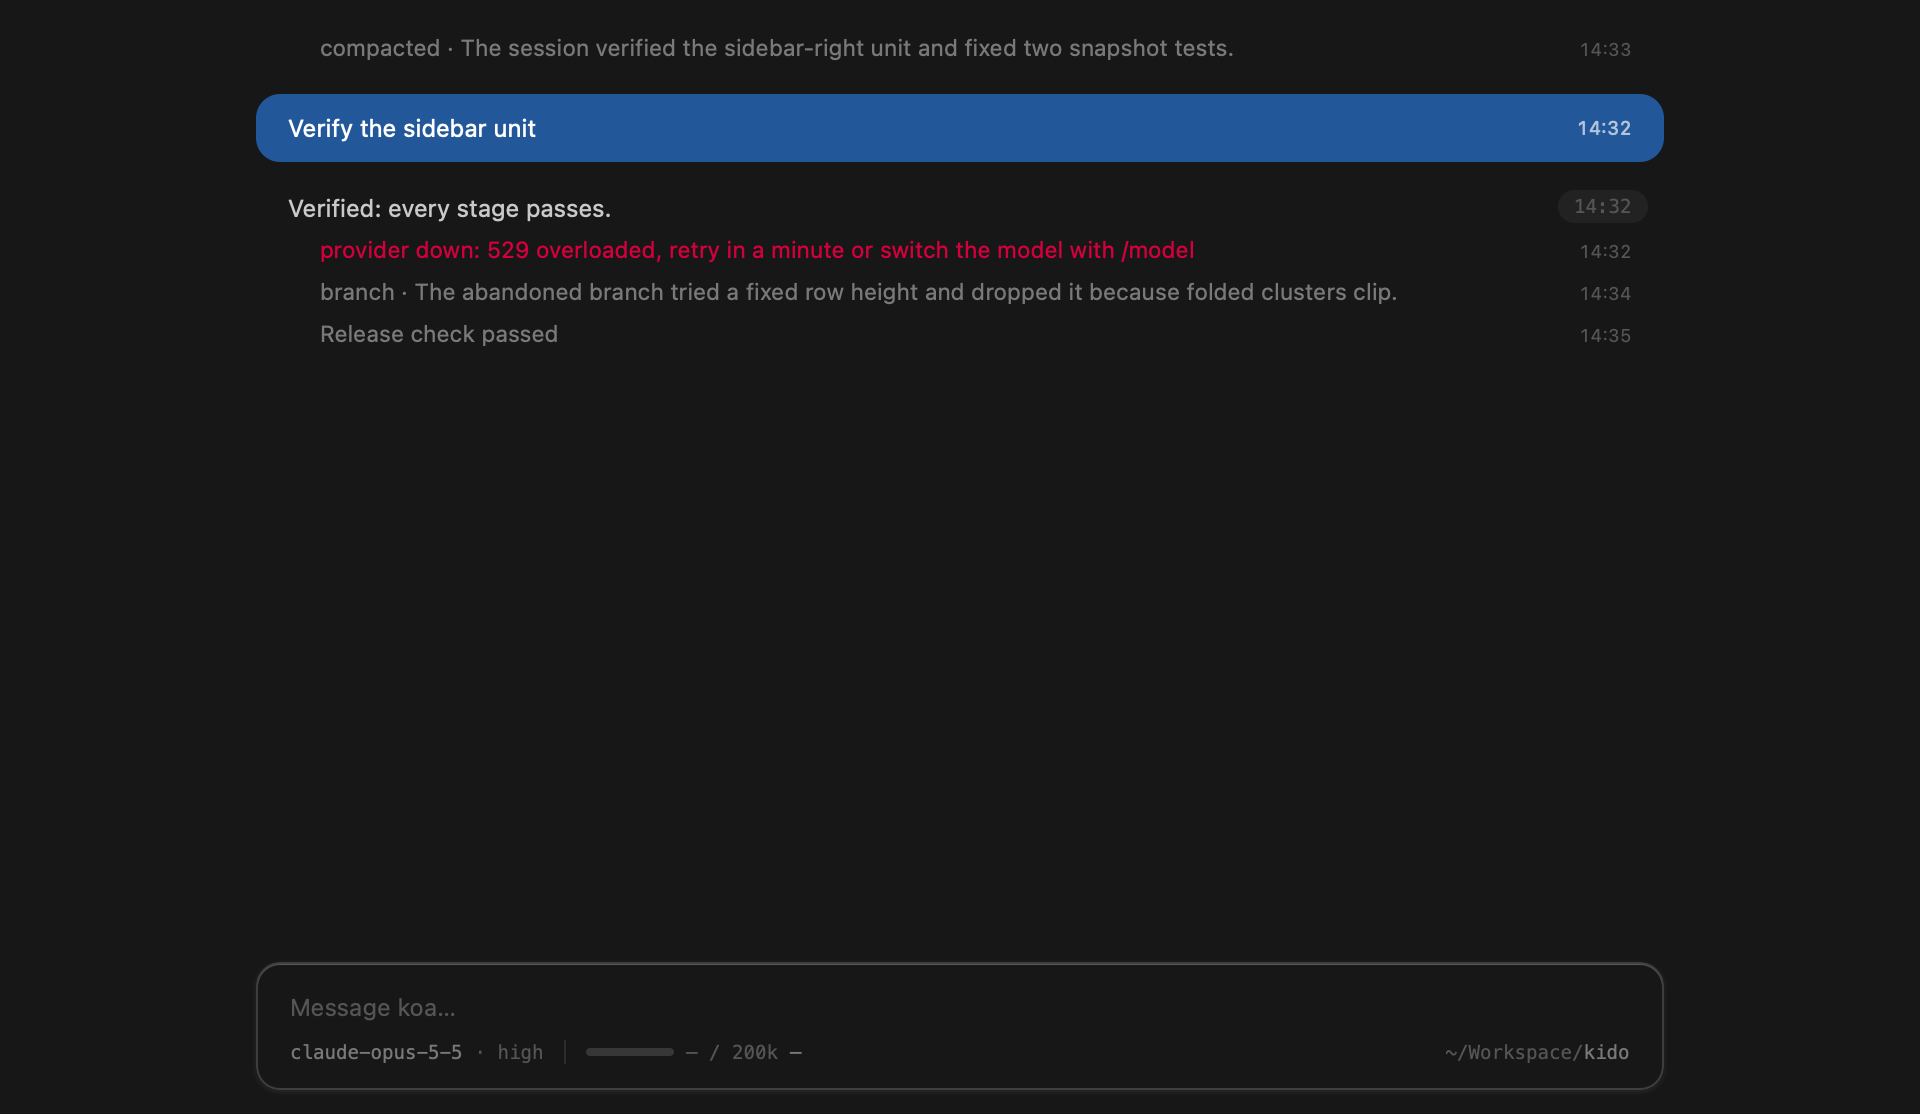 compacted · The session verified the sidebar-right unit and fixed two snapshot tests. 14:33
Verify the sidebar unit 14:32
Verified: every stage passes. 14:32
provider down: 529 overloaded, retry in a minute or switch the model with /model 14:32
branch · The abandoned branch tried a fixed row height and dropped it because folded clusters clip. 14:34
Release check passed 14:35
Message koa…
claude-opus-5-5 · high – / 200k – ~/Workspace/kido